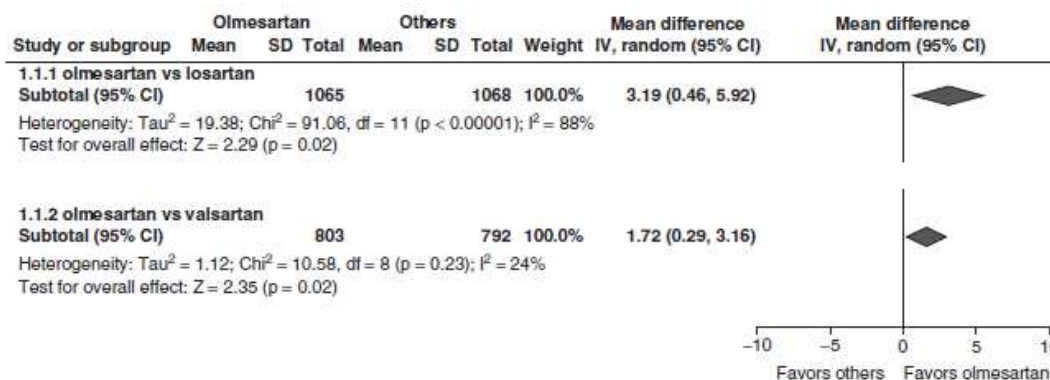 Olmesartan Others Mean difference Mean difference
Study or subgroup Mean SD Total Mean SD Total Weight IV, random (95% CI) IV, random (95% CI)
1.1.1 olmesartan vs losartan
Subtotal (95% CI) 1065 1068 100.0% 3.19 (0.46, 5.92)
Heterogeneity: Tau² = 19.38; Chi² = 91.06, df = 11 (p < 0.00001); I² = 88%
Test for overall effect: Z = 2.29 (p = 0.02)
1.1.2 olmesartan vs valsartan
Subtotal (95% CI) 803 792 100.0% 1.72 (0.29, 3.16)
Heterogeneity: Tau² = 1.12; Chi² = 10.58, df = 8 (p = 0.23); I² = 24%
Test for overall effect: Z = 2.35 (p = 0.02)
−10 −5 0 5
Favors others Favors olmesartan